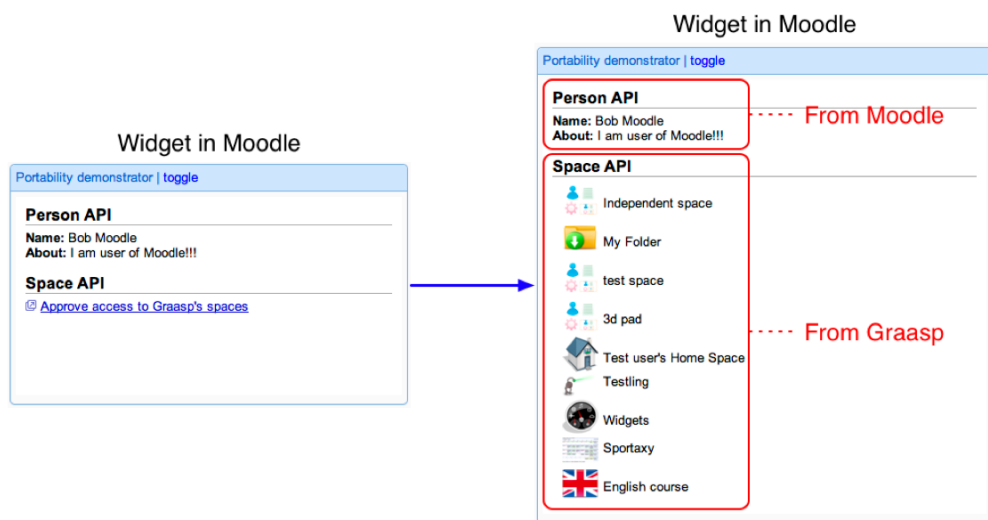 Widget in Moodle
Portability demonstrator | toggle
Person API
Name: Bob Moodle
About: I am user of Moodle!!!
Space API
Approve access to Graasp's spaces
Widget in Moodle
Portability demonstrator | toggle
Person API
Name: Bob Moodle
About: I am user of Moodle!!!
From Moodle
Space API
Independent space
My Folder
test space
3d pad
From Graasp
Test user's Home Space
Testling
Widgets
Sportaxy
English course